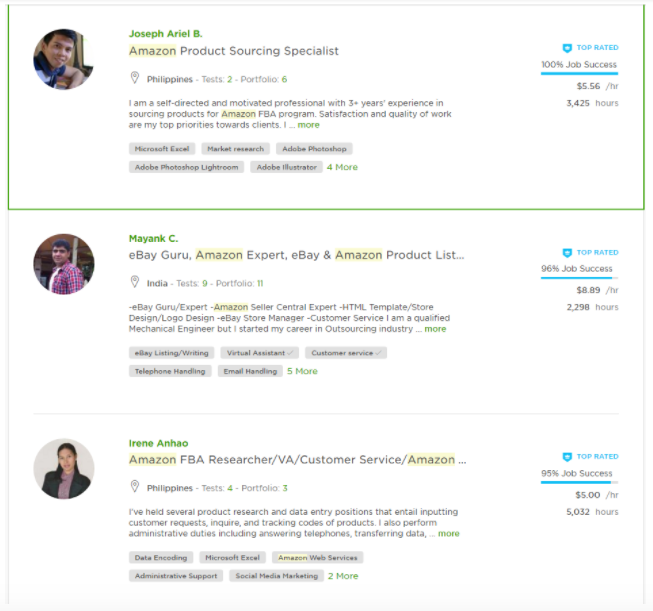 Joseph Ariel B.
Amazon Product Sourcing Specialist
TOP RATED
100% Job Success
Philippines - Tests: 2 - Portfolio: 6
$5.56 /hr
3,425 hours
I am a self-directed and motivated professional with 3+ years' experience in
sourcing products for Amazon FBA program. Satisfaction and quality of work
are my top priorities towards clients. I ... more
Microsoft Excel Market research Adobe Photoshop
Adobe Photoshop Lightroom Adobe Illustrator 4 More
Mayank C.
eBay Guru, Amazon Expert, eBay & Amazon Product List...
TOP RATED
96% Job Success
India - Tests: 9 - Portfolio: 11
$8.89 /hr
2,298 hours
-eBay Guru/Expert -Amazon Seller Central Expert -HTML Template/Store
Design/Logo Design -eBay Store Manager -Customer Service I am a qualified
Mechanical Engineer but I started my career in Outsourcing industry ... more
eBay Listing/Writing Virtual Assistant ✓ Customer service ✓
Telephone Handling Email Handling 5 More
Irene Anhao
Amazon FBA Researcher/VA/Customer Service/Amazon ...
TOP RATED
95% Job Success
Philippines - Tests: 4 - Portfolio: 3
$5.00 /hr
5,032 hours
I've held several product research and data entry positions that entail inputting
customer requests, inquire, and tracking codes of products. I also perform
administrative duties including answering telephones, transferring data, ... more
Data Encoding Microsoft Excel Amazon Web Services
Administrative Support Social Media Marketing 2 More